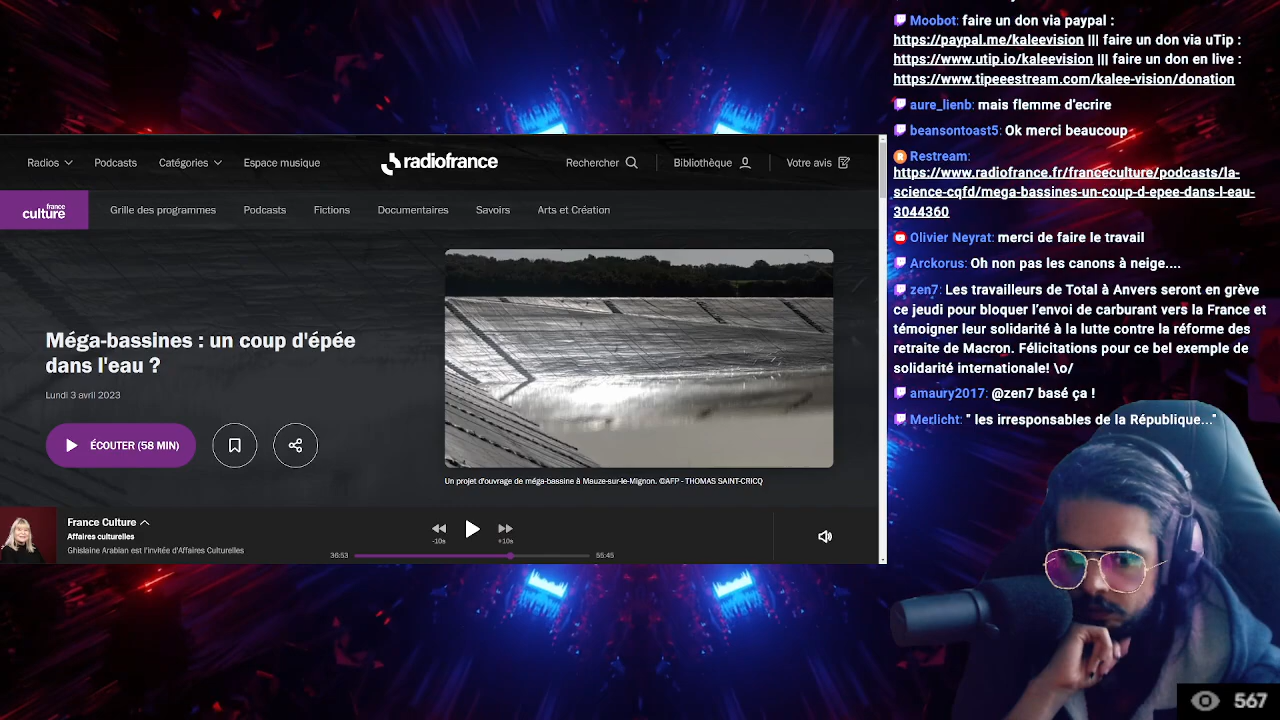 Radios
Podcasts
Catégories
Espace musique
radiofrance
Rechercher
Bibliothèque
Votre avis
france
culture
Grille des programmes
Podcasts
Fictions
Documentaires
Savoirs
Arts et Création
Méga-bassines : un coup d'épée
dans l'eau ?
Lundi 3 avril 2023
ÉCOUTER (58 MIN)
Un projet d'ouvrage de méga-bassine à Mauze-sur-le-Mignon. ©AFP - THOMAS SAINT-CRICQ
France Culture
Affaires culturelles
Ghislaine Arabian est l'invitée d'Affaires Culturelles
-10s
+10s
36:53
55:45
Moobot: faire un don via paypal :
https://paypal.me/kaleevision ||| faire un don via uTip :
https://www.utip.io/kaleevision ||| faire un don en live :
https://www.tipeeestream.com/kalee-vision/donation
aure_lienb: mais flemme d'ecrire
beansontoast5: Ok merci beaucoup
Restream:
https://www.radiofrance.fr/franceculture/podcasts/la-
science-cqfd/mega-bassines-un-coup-d-epee-dans-l-eau-
3044360
Olivier Neyrat: merci de faire le travail
Arckorus: Oh non pas les canons à neige....
zen7: Les travailleurs de Total à Anvers seront en grève
ce jeudi pour bloquer l'envoi de carburant vers la France et
témoigner leur solidarité à la lutte contre la réforme des
retraite de Macron. Félicitations pour ce bel exemple de
solidarité internationale! \o/
amaury2017: @zen7 basé ça !
Merlicht: " les irresponsables de la République..."
567